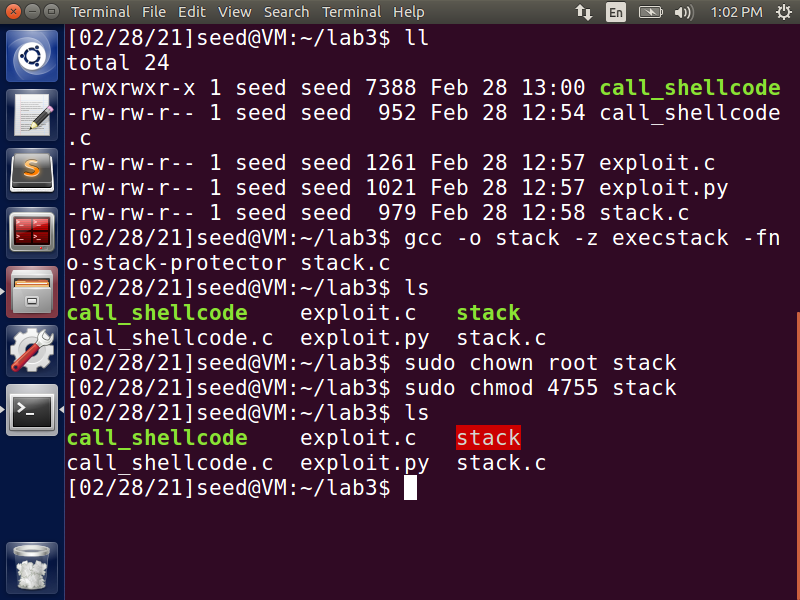 Terminal File Edit View Search Terminal Help En 1:02 PM
[02/28/21]seed@VM:~/lab3$ ll
total 24
-rwxrwxr-x 1 seed seed 7388 Feb 28 13:00 call_shellcode
-rw-rw-r-- 1 seed seed  952 Feb 28 12:54 call_shellcode
.c
-rw-rw-r-- 1 seed seed 1261 Feb 28 12:57 exploit.c
-rw-rw-r-- 1 seed seed 1021 Feb 28 12:57 exploit.py
-rw-rw-r-- 1 seed seed  979 Feb 28 12:58 stack.c
[02/28/21]seed@VM:~/lab3$ gcc -o stack -z execstack -fn
o-stack-protector stack.c
[02/28/21]seed@VM:~/lab3$ ls
call_shellcode    exploit.c   stack
call_shellcode.c  exploit.py  stack.c
[02/28/21]seed@VM:~/lab3$ sudo chown root stack
[02/28/21]seed@VM:~/lab3$ sudo chmod 4755 stack
[02/28/21]seed@VM:~/lab3$ ls
call_shellcode    exploit.c   stack
call_shellcode.c  exploit.py  stack.c
[02/28/21]seed@VM:~/lab3$